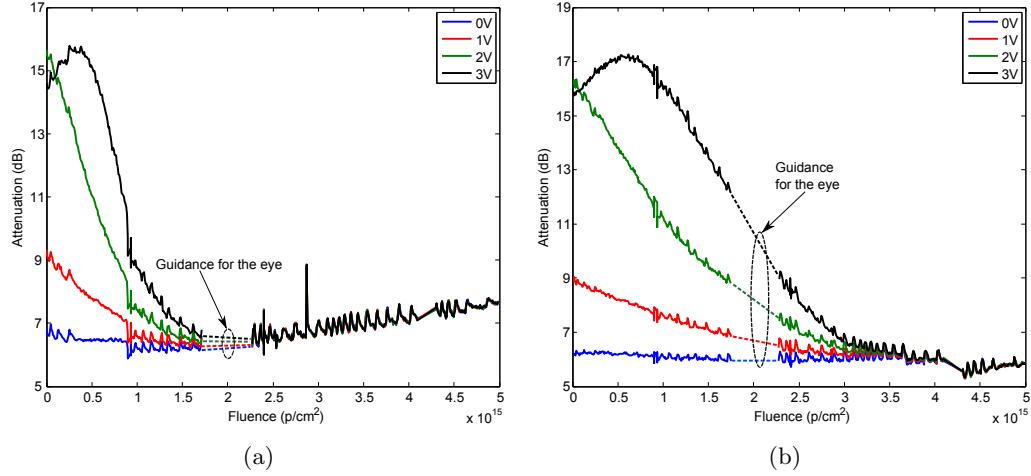 17
15
13
11
9
7
5
Attenuation (dB)
0V
1V
2V
3V
Guidance for the eye
0 0.5 1 1.5 2 2.5 3 3.5 4 4.5 5
Fluence (p/cm²)
x 10¹⁵
(a)
19
17
15
13
11
9
7
5
Attenuation (dB)
0V
1V
2V
3V
Guidance
for the eye
0 0.5 1 1.5 2 2.5 3 3.5 4 4.5 5
Fluence (p/cm²)
x 10¹⁵
(b)